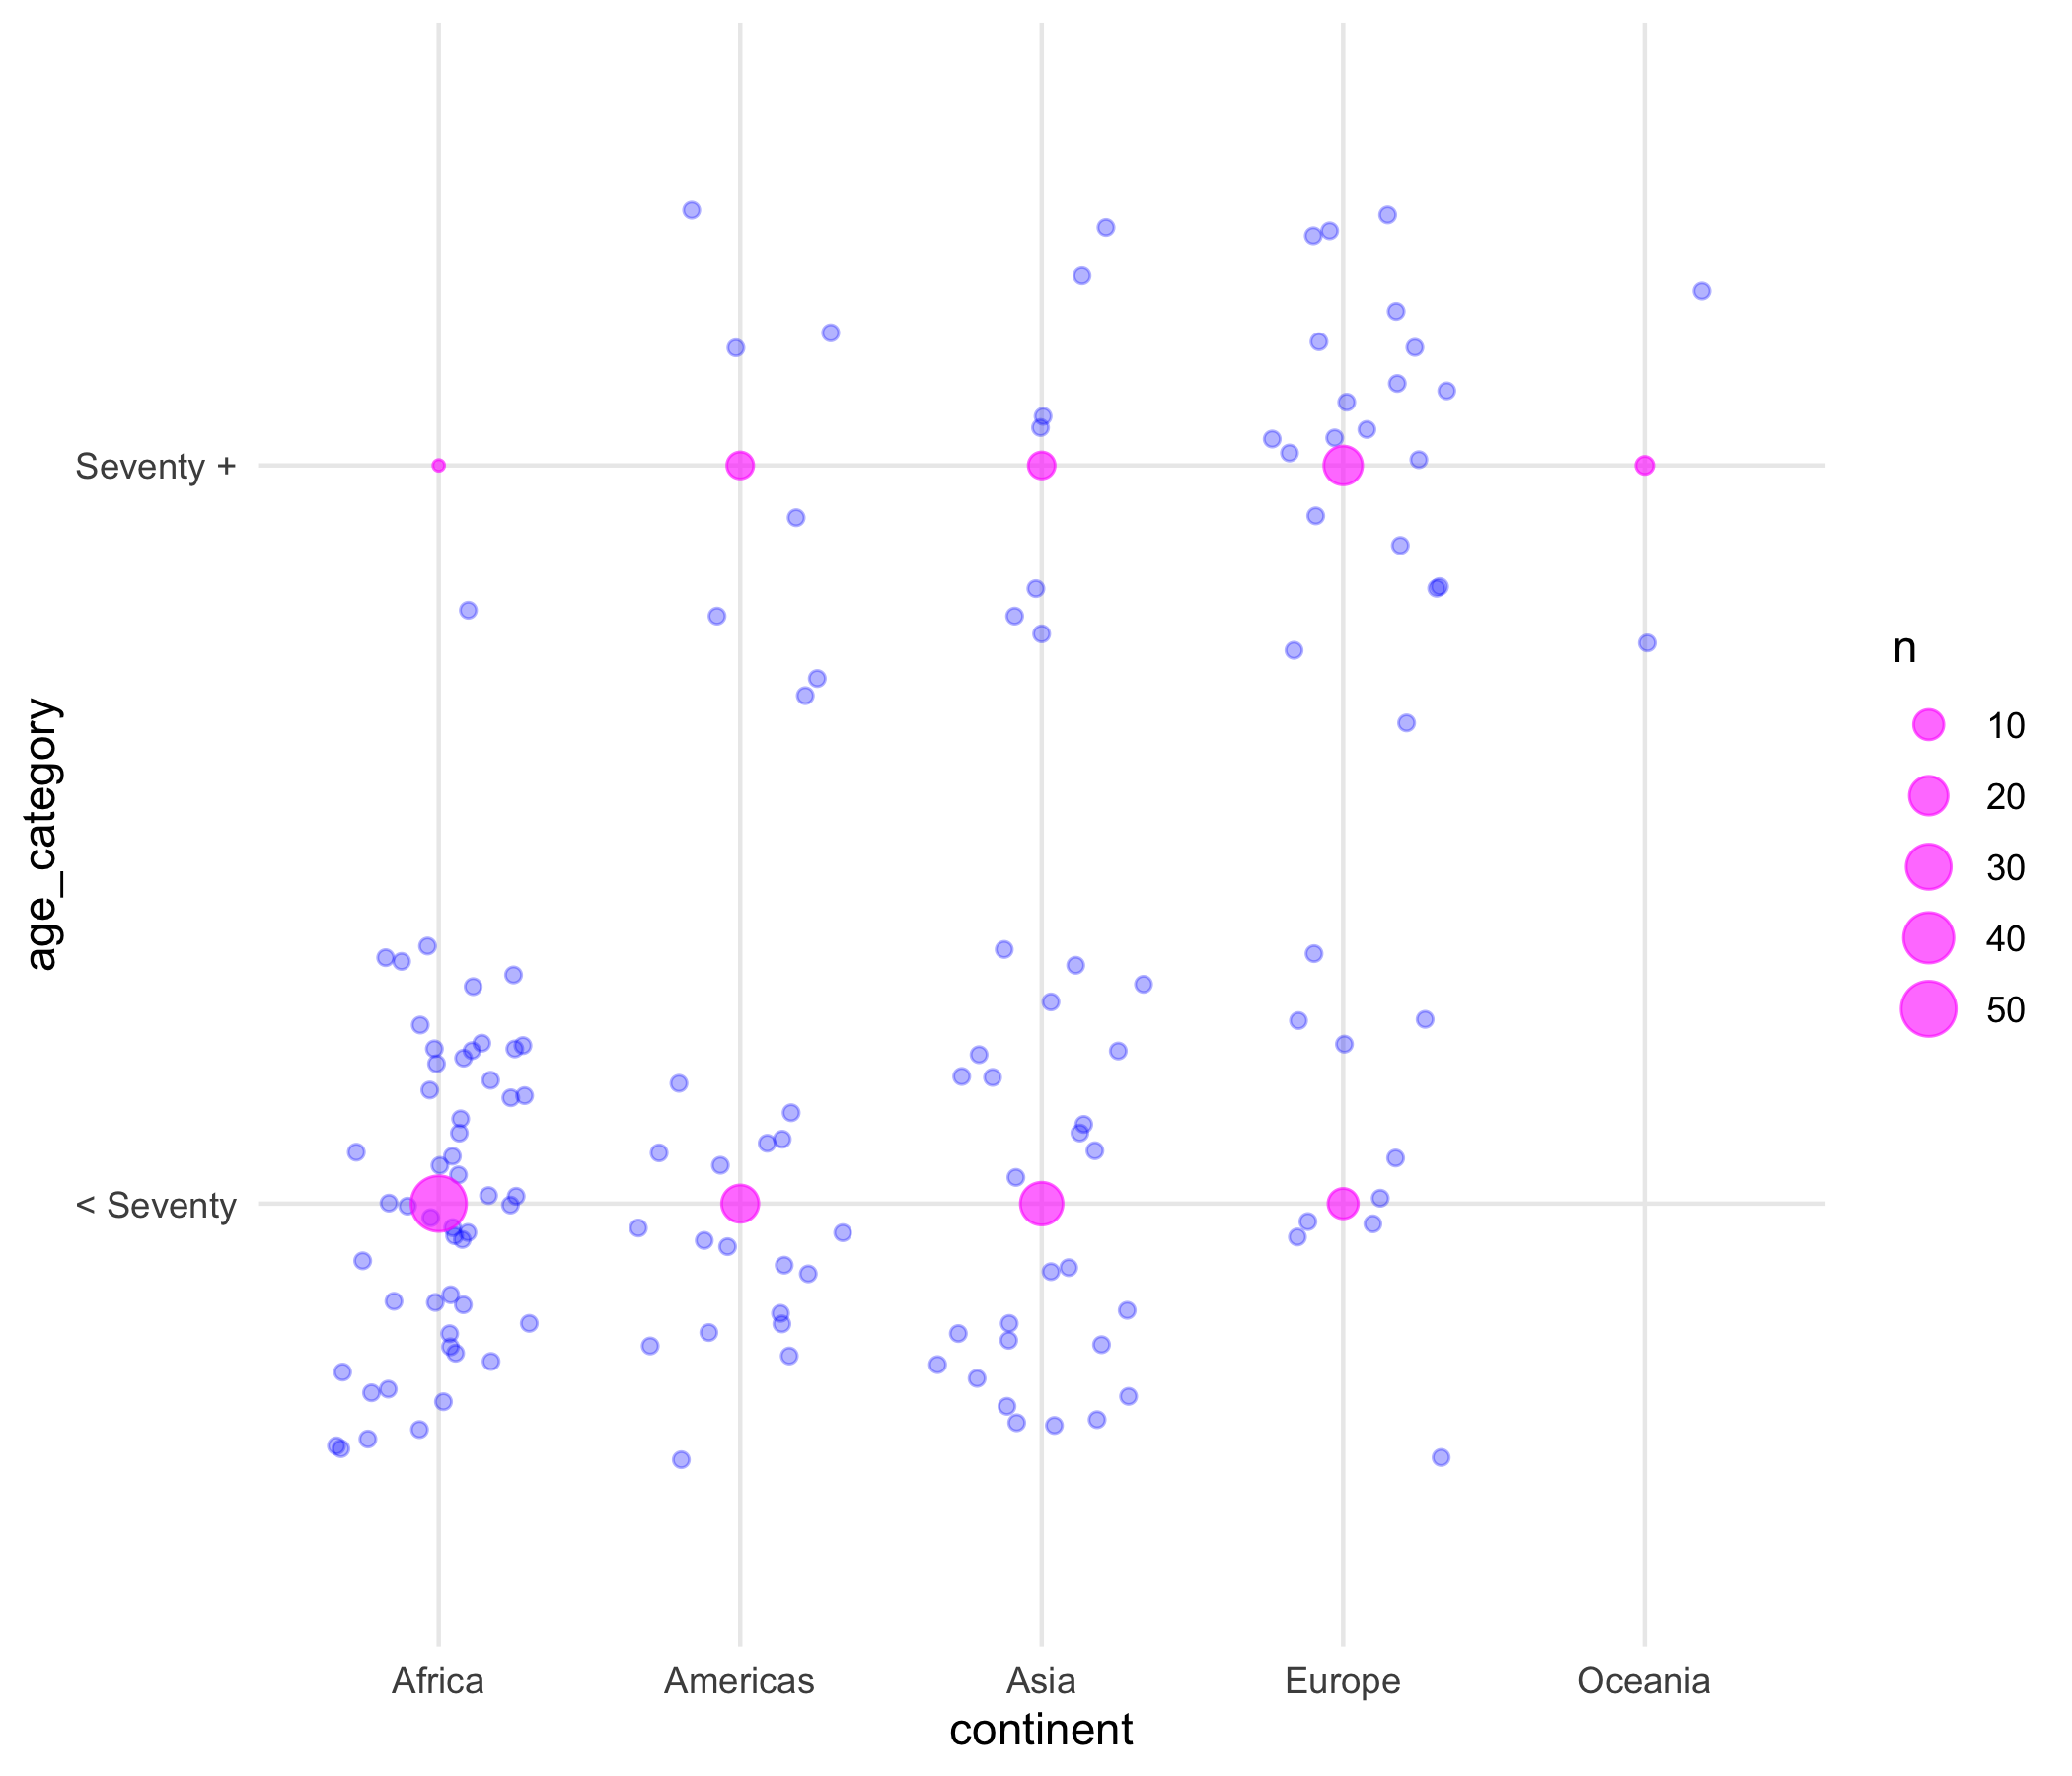 Seventy +
< Seventy
age_category
Africa
Americas
Asia
Europe
Oceania
continent
n
10
20
30
40
50